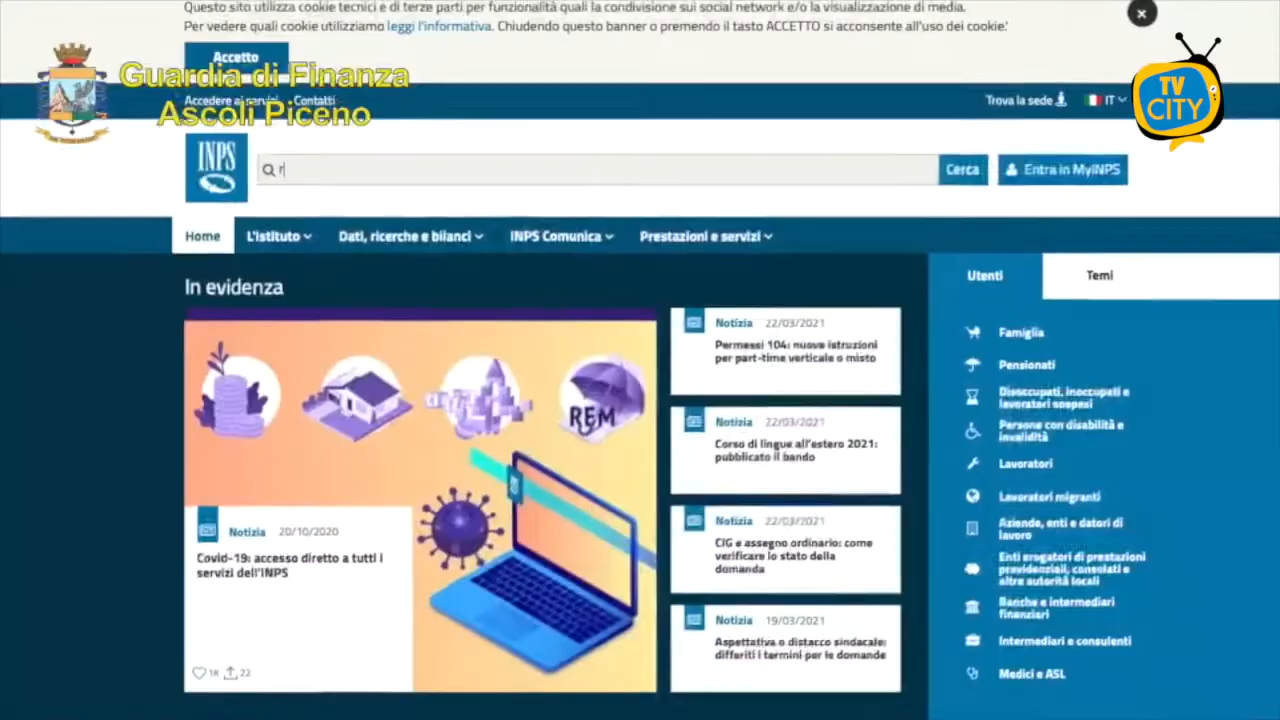 Questo sito utilizza cookie tecnici e di terze parti per funzionalità quali la condivisione sui social network e/o la visualizzazione di media.
Per vedere quali cookie utilizziamo leggi l'informativa. Chiudendo questo banner o premendo il tasto ACCETTO si acconsente all'uso dei cookie.'
Accetto
Guardia di Finanza
Ascoli Piceno
Accedere ai servizi
Contatti
Trova la sede
IT
TV
CITY
INPS
r
Cerca
Entra in MyINPS
Home
L'istituto
Dati, ricerche e bilanci
INPS Comunica
Prestazioni e servizi
In evidenza
REM
Notizia 20/10/2020
Covid-19: accesso diretto a tutti i
servizi dell'INPS
1K
22
Notizia 22/03/2021
Permessi 104: nuove istruzioni
per part-time verticale o misto
Notizia 22/03/2021
Corso di lingue all'estero 2021:
pubblicato il bando
Notizia 22/03/2021
CIG e assegno ordinario: come
verificare lo stato della
domanda
Notizia 19/03/2021
Aspettativa o distacco sindacale:
differiti i termini per le domande
Utenti
Temi
Famiglia
Pensionati
Disoccupati, inoccupati e
lavoratori sospesi
Persone con disabilità e
invalidità
Lavoratori
Lavoratori migranti
Aziende, enti e datori di
lavoro
Enti erogatori di prestazioni
previdenziali, consolati e
altre autorità locali
Banche e intermediari
finanziari
Intermediari e consulenti
Medici e ASL